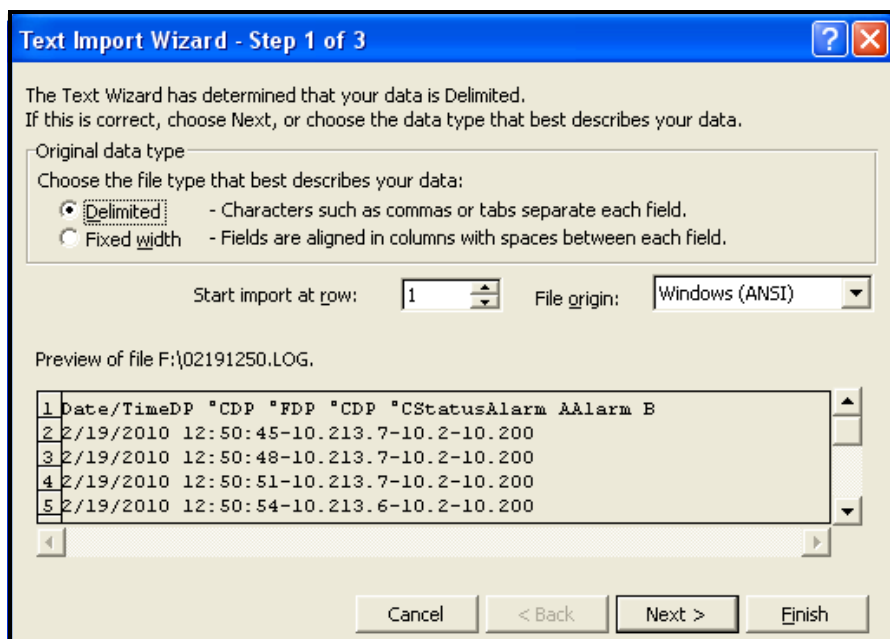 Text Import Wizard - Step 1 of 3
The Text Wizard has determined that your data is Delimited.
If this is correct, choose Next, or choose the data type that best describes your data.
Original data type
Choose the file type that best describes your data:
Delimited - Characters such as commas or tabs separate each field.
Fixed width - Fields are aligned in columns with spaces between each field.
Start import at row: 1 File origin: Windows (ANSI)
Preview of file F:\02191250.LOG.
1 Date/TimeDP °CDP °FDP °CDP °CStatusAlarm AAlarm B
2 2/19/2010 12:50:45-10.213.7-10.2-10.200
3 2/19/2010 12:50:48-10.213.7-10.2-10.200
4 2/19/2010 12:50:51-10.213.7-10.2-10.200
5 2/19/2010 12:50:54-10.213.6-10.2-10.200
Cancel < Back Next > Finish